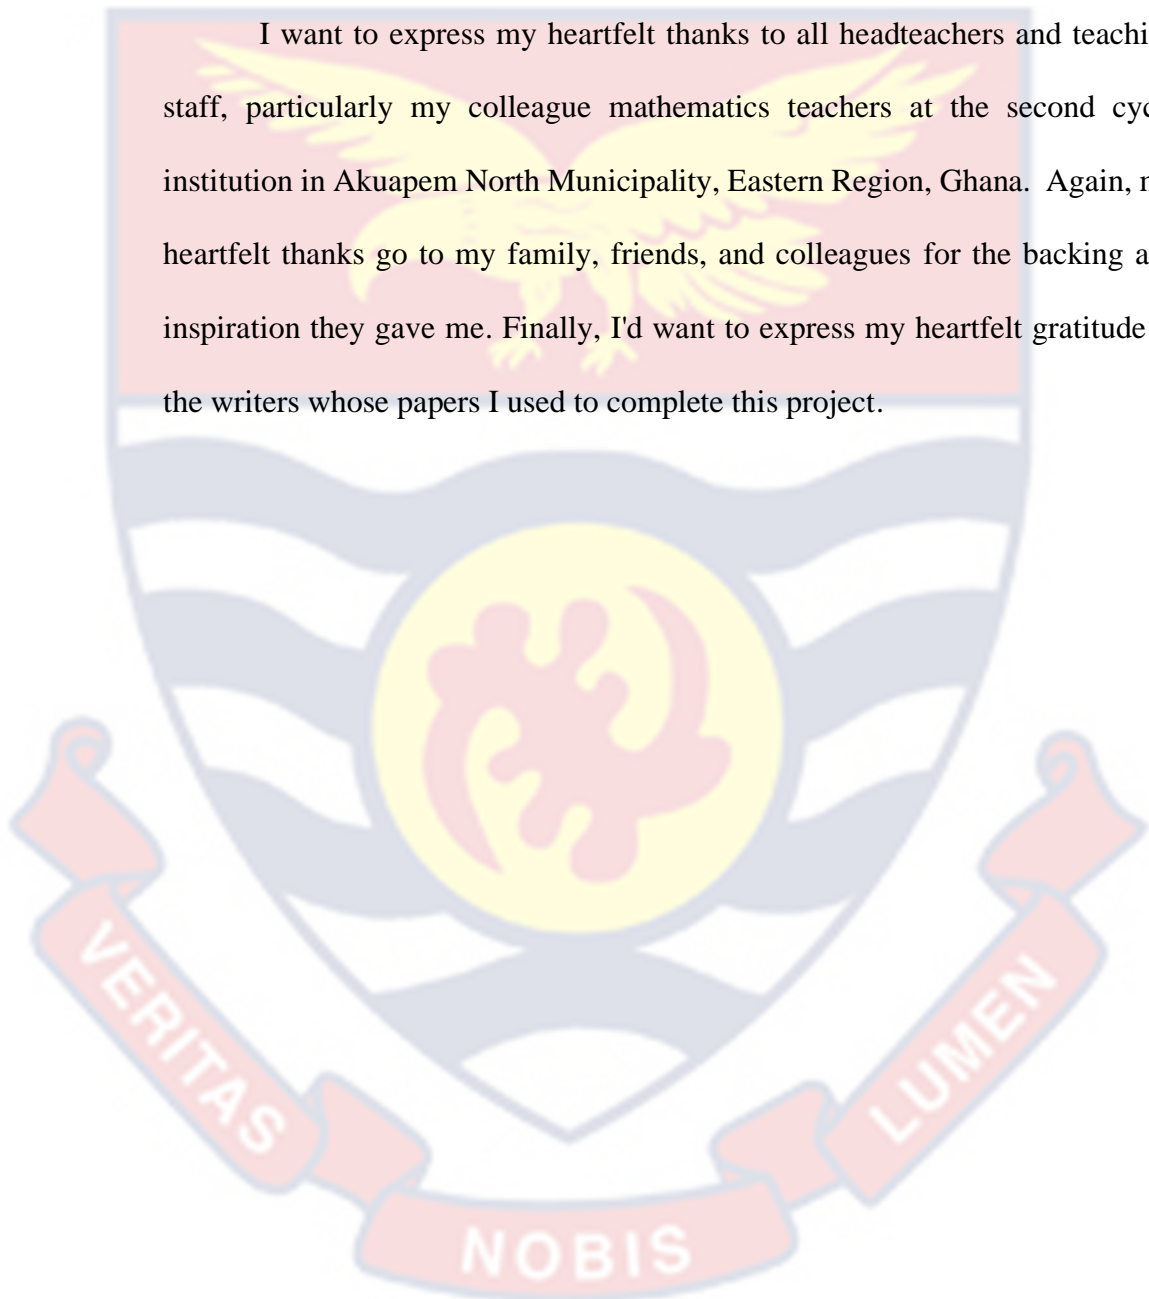 I want to express my heartfelt thanks to all headteachers and teachi
staff, particularly my colleague mathematics teachers at the second cyc
institution in Akuapem North Municipality, Eastern Region, Ghana. Again, 
heartfelt thanks go to my family, friends, and colleagues for the backing a
inspiration they gave me. Finally, I'd want to express my heartfelt gratitude
the writers whose papers I used to complete this project.
VERITAS
NOBIS
LUMEN